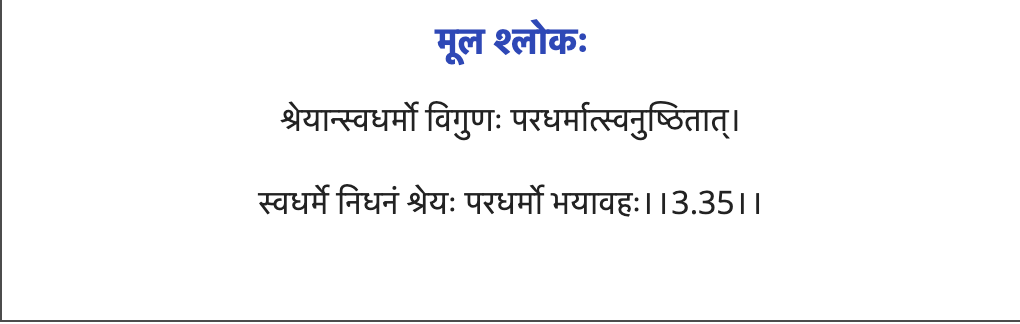 मूल श्लोकः
श्रेयान्स्वधर्मो विगुणः परधर्मात्स्वनुष्ठितात्।
स्वधर्मे निधनं श्रेयः परधर्मो भयावहः।।3.35।।